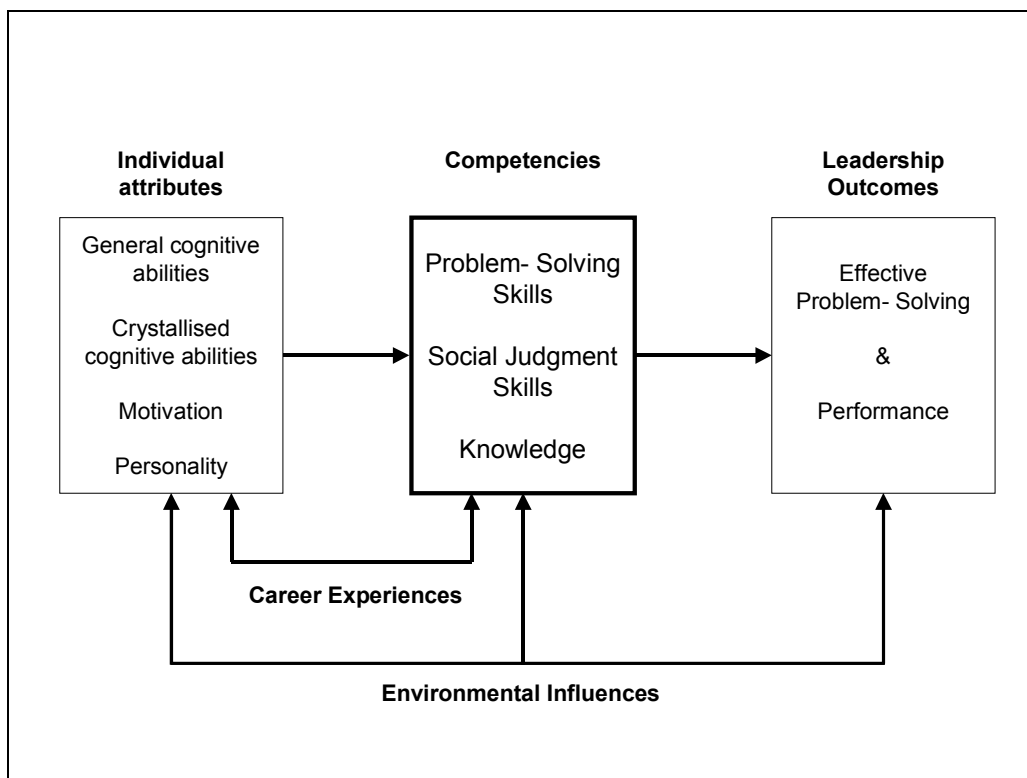 Individual
attributes
General cognitive
abilities
Crystallised
cognitive abilities
Motivation
Personality
Competencies
Problem- Solving
Skills
Social Judgment
Skills
Knowledge
Leadership
Outcomes
Effective
Problem- Solving
&
Performance
Career Experiences
Environmental Influences